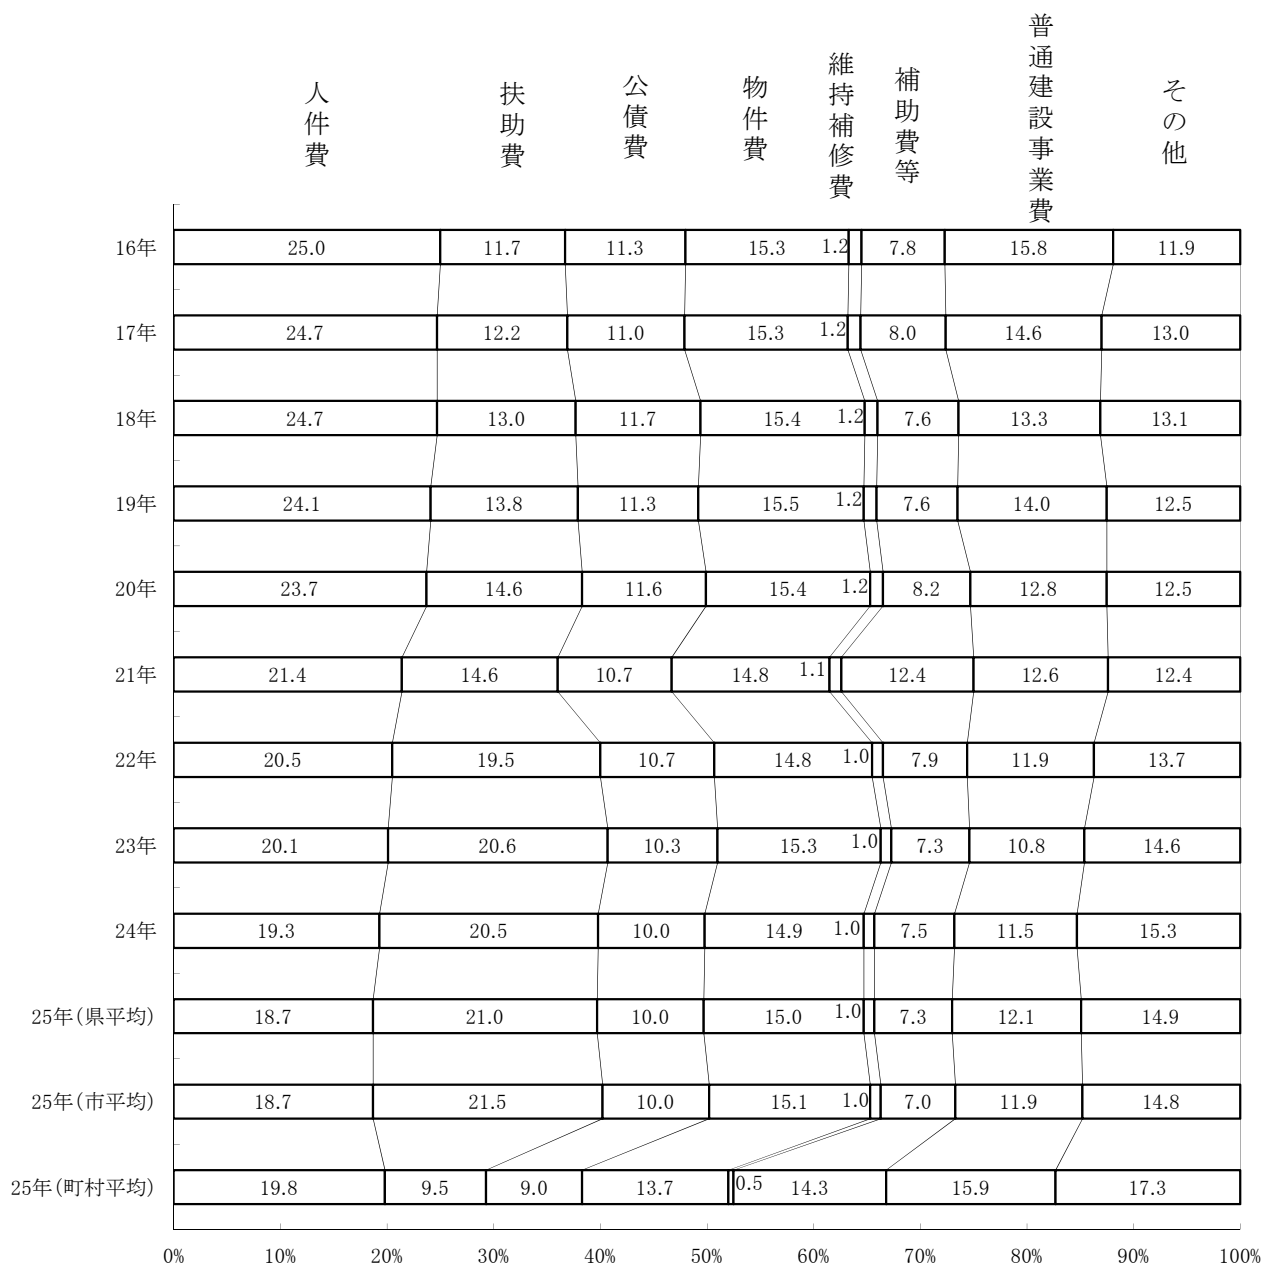 人件費
扶助費
公債費
物件費
維持補修費
補助費等
普通建設事業費
その他
16年 25.0 11.7 11.3 15.3 1.2 7.8 15.8 11.9
17年 24.7 12.2 11.0 15.3 1.2 8.0 14.6 13.0
18年 24.7 13.0 11.7 15.4 1.2 7.6 13.3 13.1
19年 24.1 13.8 11.3 15.5 1.2 7.6 14.0 12.5
20年 23.7 14.6 11.6 15.4 1.2 8.2 12.8 12.5
21年 21.4 14.6 10.7 14.8 1.1 12.4 12.6 12.4
22年 20.5 19.5 10.7 14.8 1.0 7.9 11.9 13.7
23年 20.1 20.6 10.3 15.3 1.0 7.3 10.8 14.6
24年 19.3 20.5 10.0 14.9 1.0 7.5 11.5 15.3
25年(県平均) 18.7 21.0 10.0 15.0 1.0 7.3 12.1 14.9
25年(市平均) 18.7 21.5 10.0 15.1 1.0 7.0 11.9 14.8
25年(町村平均) 19.8 9.5 9.0 13.7 0.5 14.3 15.9 17.3
0% 10% 20% 30% 40% 50% 60% 70% 80% 90% 100%